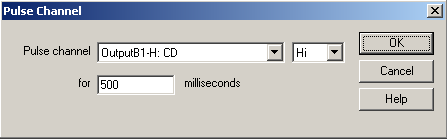 Pulse Channel
Pulse channel OutputB1-H: CD Hi OK
for 500 milliseconds Cancel
Help